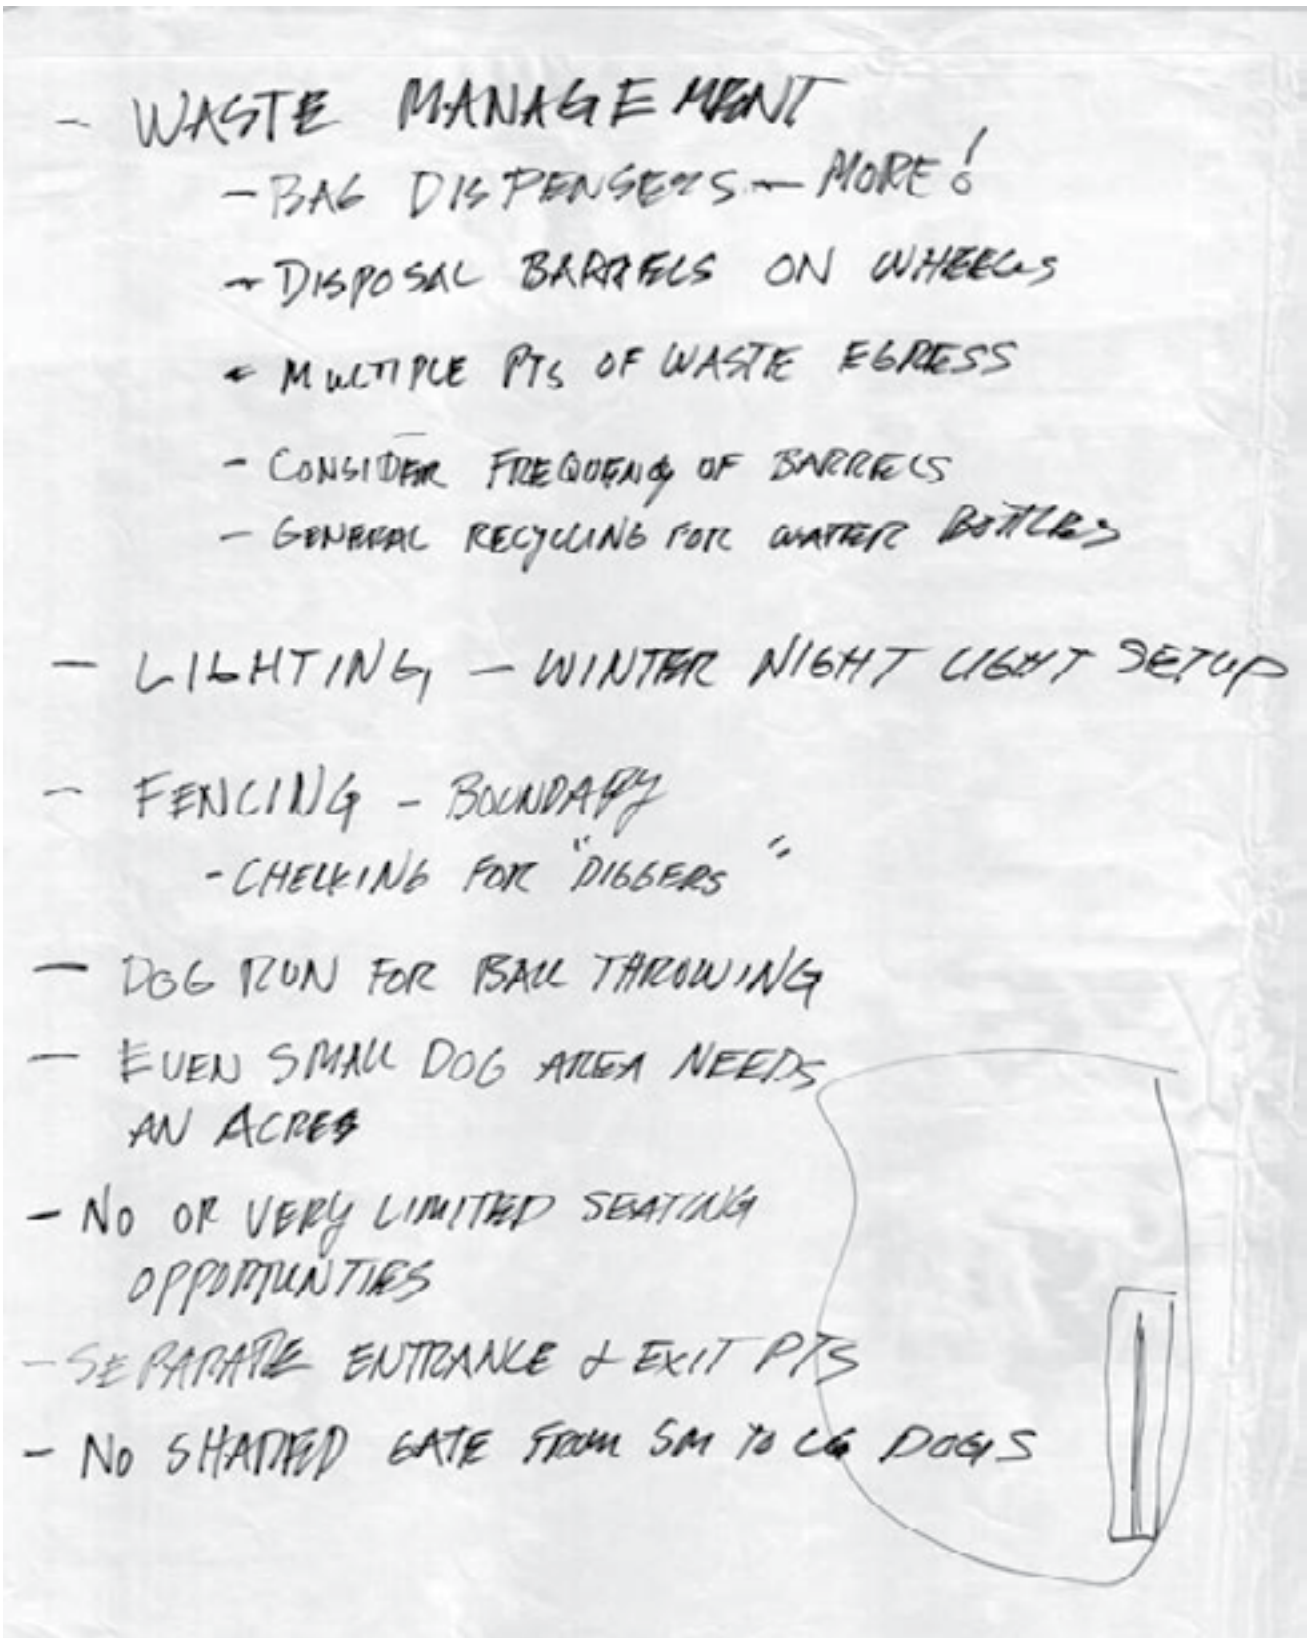 - WASTE MANAGEMENT
- BAG DISPENSERS - MORE!
- DISPOSAL BARRELS ON WHEELS
- MULTIPLE PTS OF WASTE EGRESS
- CONSIDER FREQUENCY OF BARRELS
- GENERAL RECYCLING FOR WATER BOTTLES
- LIGHTING, - WINTER NIGHT LIGHT SETUP
- FENCING - BOUNDARY
- CHECKING FOR "DIGGERS"
- DOG RUN FOR BALL THROWING
- EVEN SMALL DOG AREA NEEDS
AN ACRES
- NO OR VERY LIMITED SEATING
OPPORTUNTIES
- SEPARATE ENTRANCE & EXIT PTS
- NO SHARED GATE FROM SM TO LG DOGS